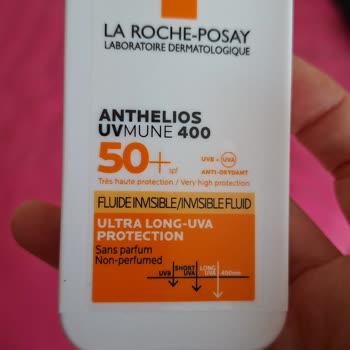 LA ROCHE-POSAY
LABORATOIRE DERMATOLOGIQUE
ANTHELIOS
UVMUNE 400
50+ spf
UVB + UVA
ANTI-OXYDANT
Très haute protection / Very high protection
FLUIDE INVISIBLE/INVISIBLE FLUID
ULTRA LONG-UVA
PROTECTION
Sans parfum
Non-perfumed
UVB SHORT UVA LONG UVA 400nm